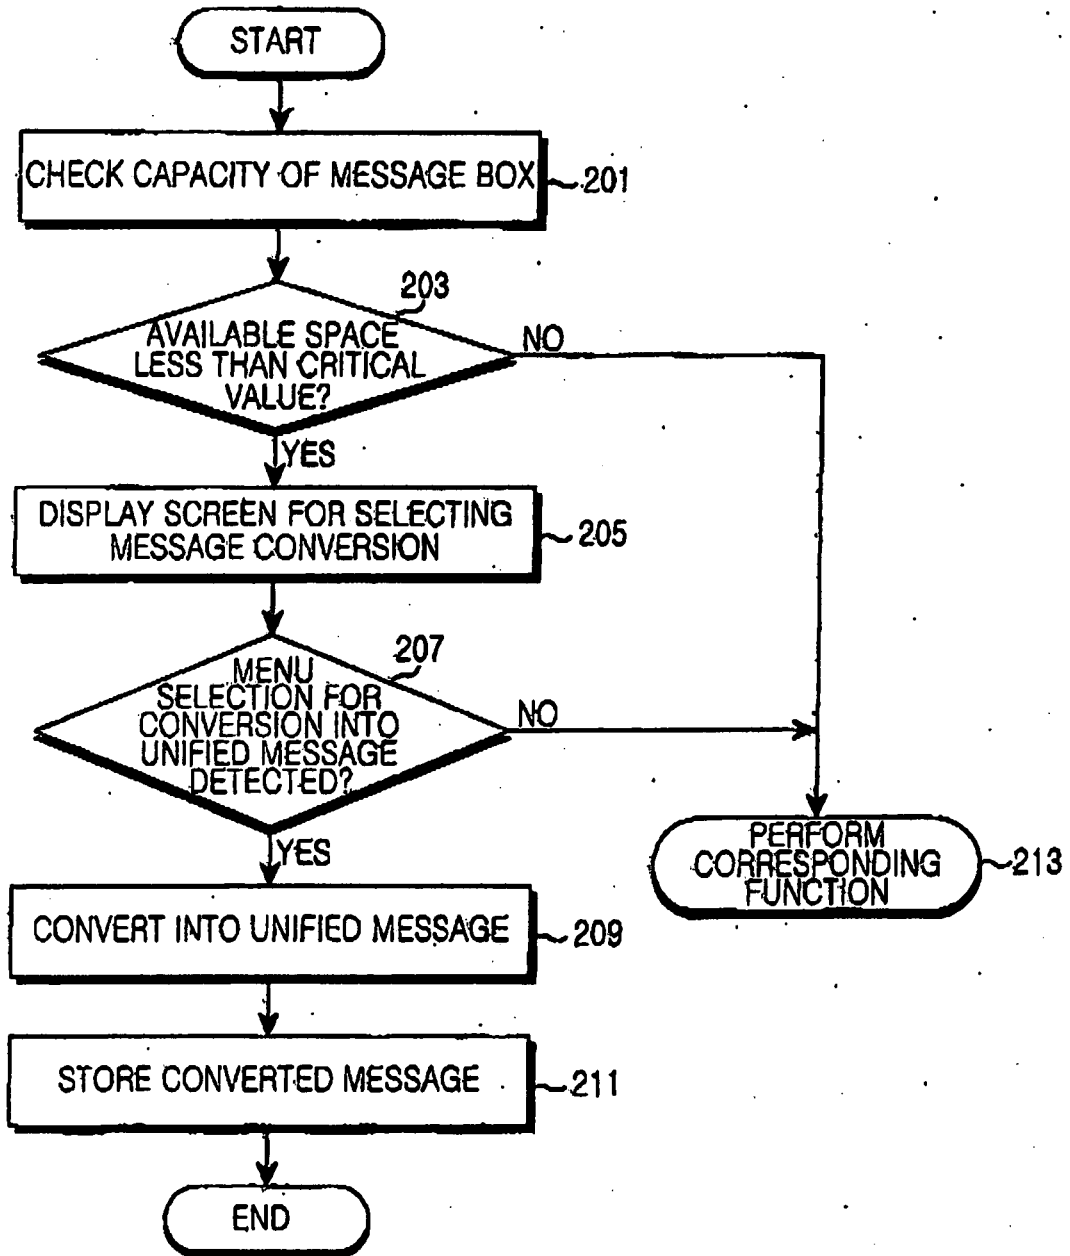 START
CHECK CAPACITY OF MESSAGE BOX
201
203
AVAILABLE SPACE
LESS THAN CRITICAL
VALUE?
NO
YES
DISPLAY SCREEN FOR SELECTING
MESSAGE CONVERSION
205
207
MENU
SELECTION FOR
CONVERSION INTO
UNIFIED MESSAGE
DETECTED?
NO
YES
PERFORM
CORRESPONDING
FUNCTION
213
CONVERT INTO UNIFIED MESSAGE
209
STORE CONVERTED MESSAGE
211
END